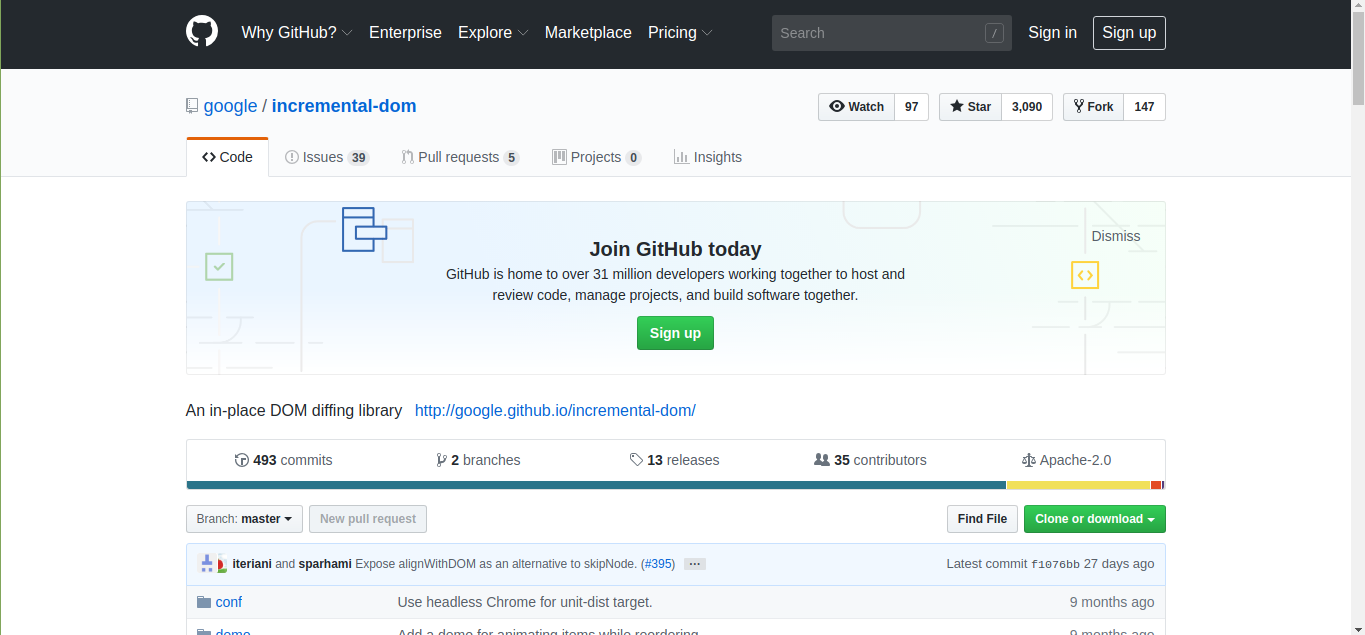 Why GitHub? Enterprise Explore Marketplace Pricing Search / Sign in Sign up
google / incremental-dom Watch 97 Star 3,090 Fork 147
Code Issues 39 Pull requests 5 Projects 0 Insights
Dismiss
Join GitHub today
GitHub is home to over 31 million developers working together to host and
review code, manage projects, and build software together.
Sign up
An in-place DOM diffing library http://google.github.io/incremental-dom/
493 commits 2 branches 13 releases 35 contributors Apache-2.0
Branch: master New pull request Find File Clone or download
iteriani and sparhami Expose alignWithDOM as an alternative to skipNode. (#395) ... Latest commit f1076bb 27 days ago
conf Use headless Chrome for unit-dist target. 9 months ago
demo Add a demo for animating items while reordering 9 months ago